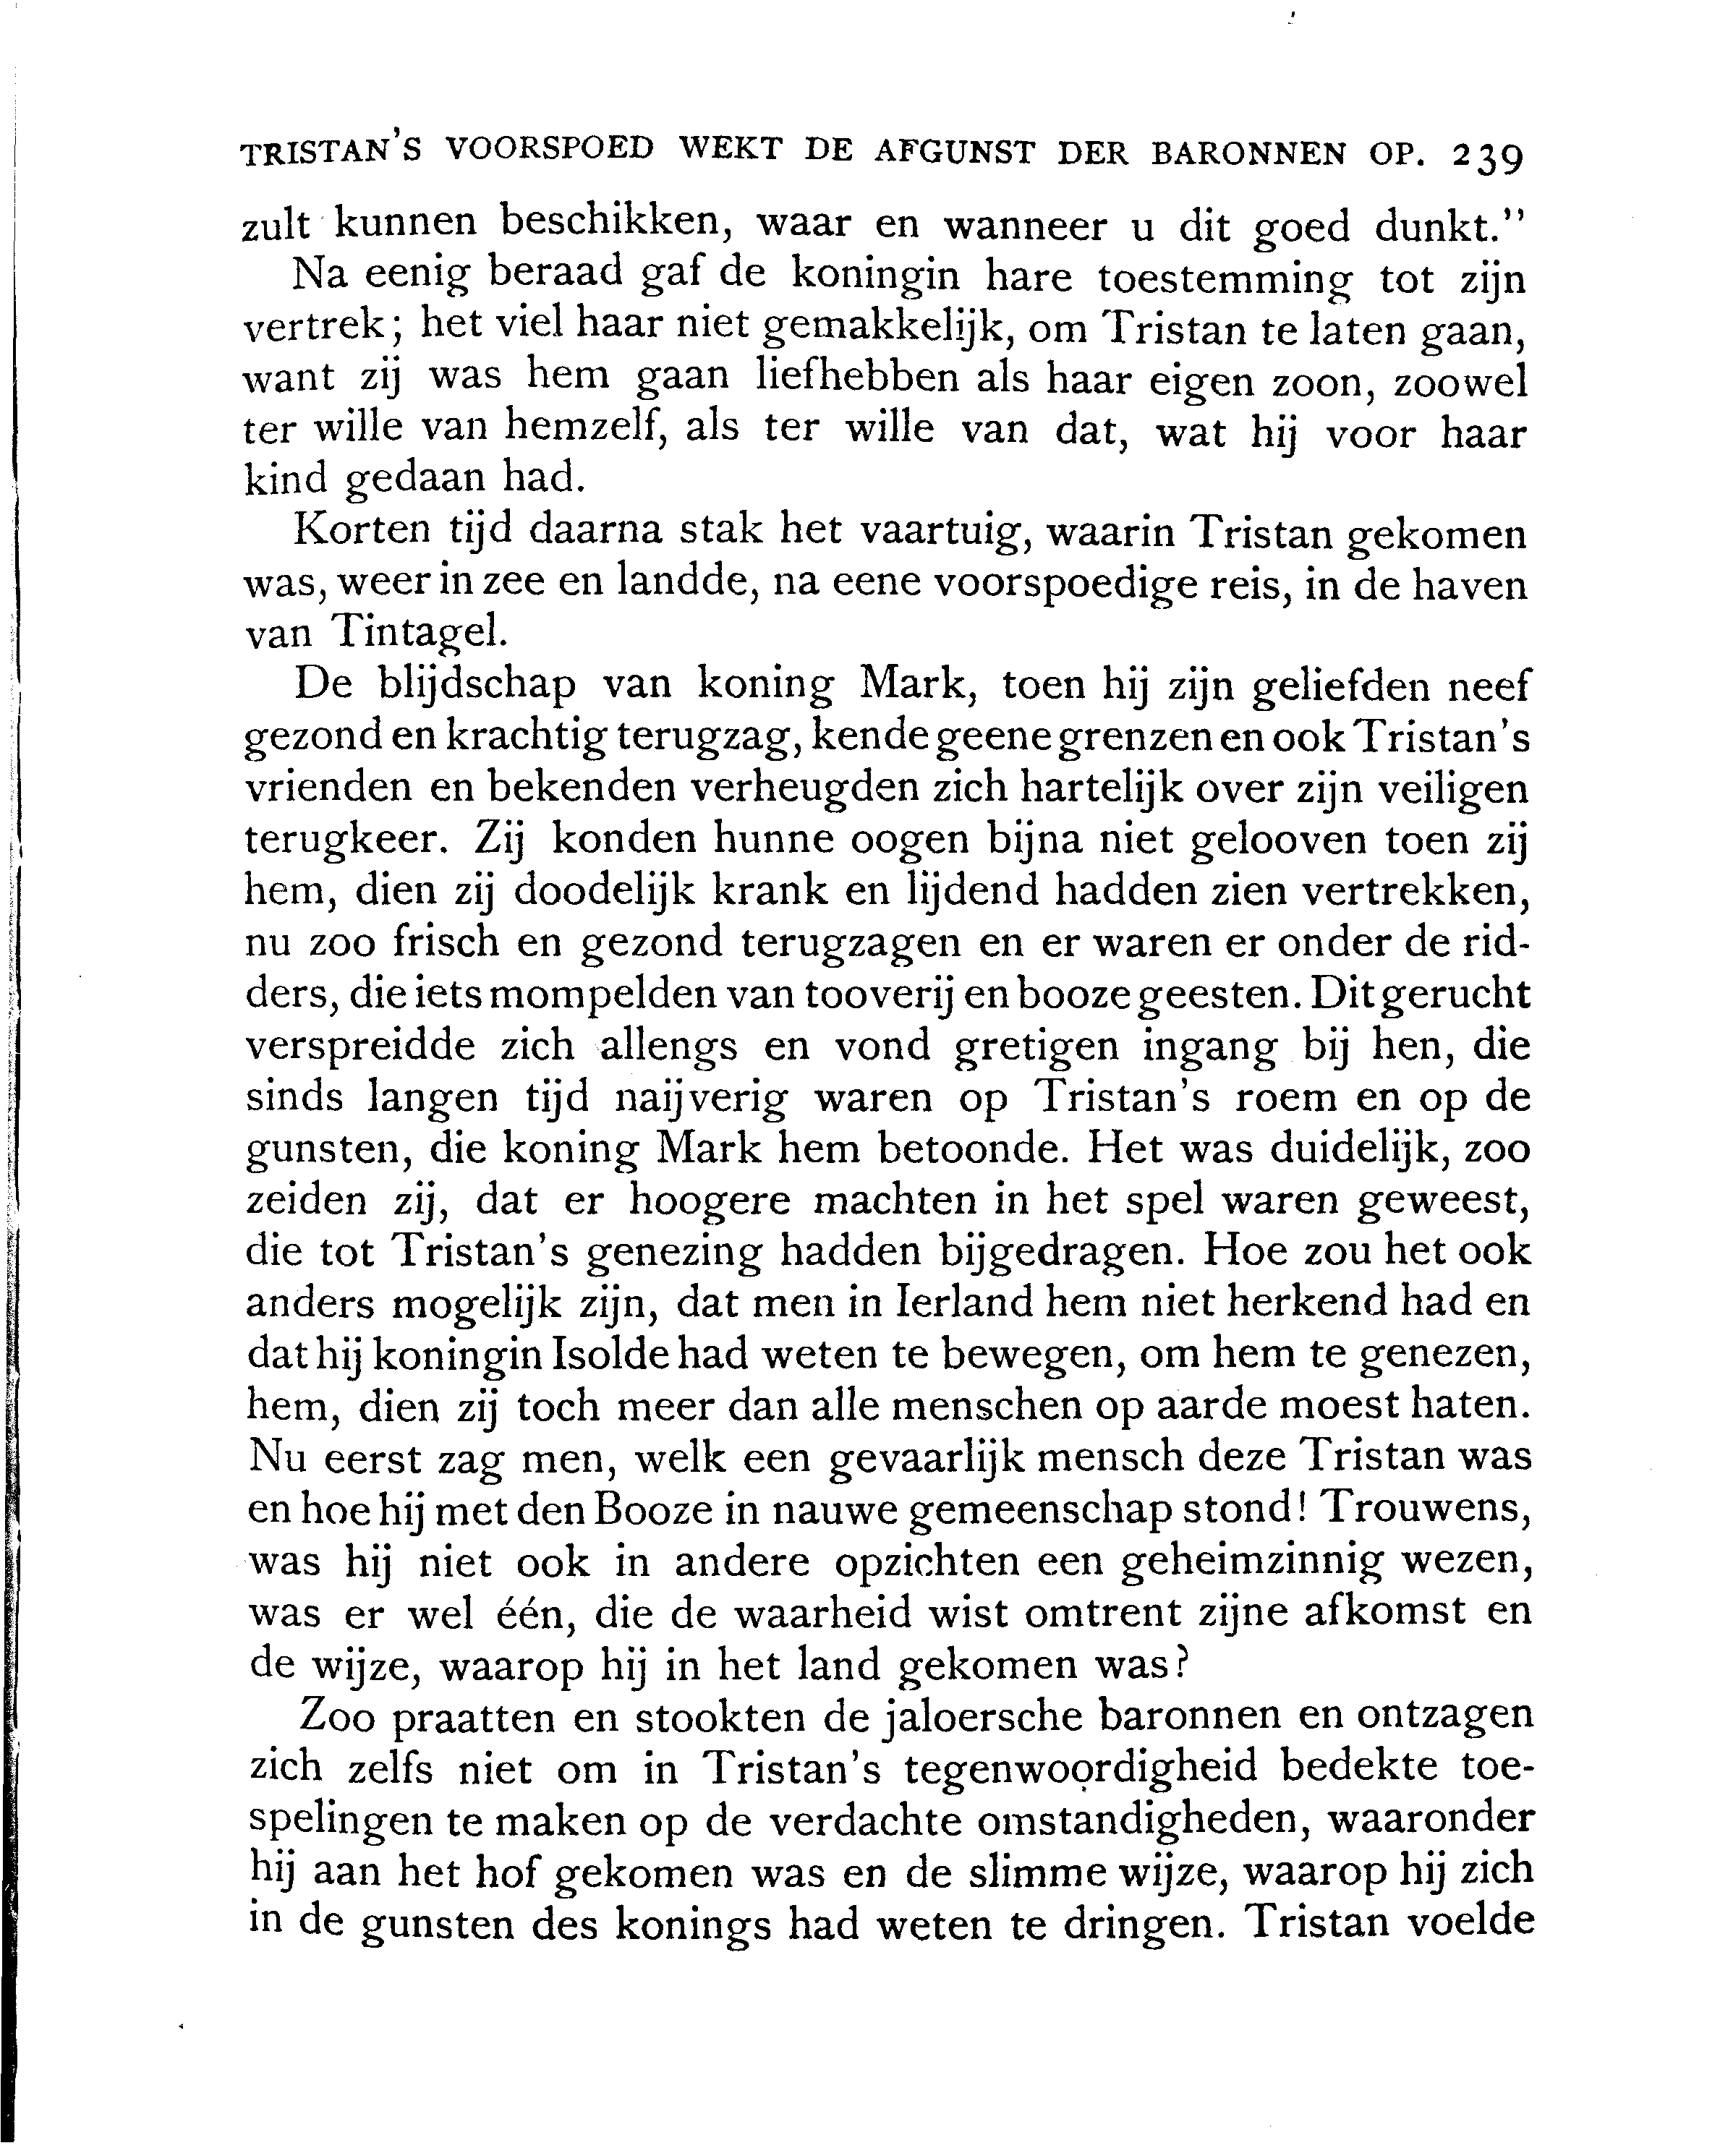 TRISTAN'S VOORSPOED WEKT DE AFGUNST DER BARONNEN OP. 239
zult kunnen beschikken, waar en wanneer u dit goed dunkt."
Na eenig beraad gaf de koningin hare toestemming tot zijn
vertrek; het viel haar niet gemakkelijk, om Tristan te laten gaan,
want zij was hem gaan liefhebben als haar eigen zoon, zoowel
ter wille van hemzelf, als ter wille van dat, wat hij voor haar
kind gedaan had.
Korten tijd daarna stak het vaartuig, waarin Tristan gekomen
was, weer in zee en landde, na eene voorspoedige reis, in de haven
van Tintagel.
De blijdschap van koning Mark, toen hij zijn geliefden neef
gezond en krachtig terugzag, kende geene grenzen en ook Tristan's
vrienden en bekenden verheugden zich hartelijk over zijn veiligen
terugkeer. Zij konden hunne oogen bijna niet gelooven toen zij
hem, dien zij doodelijk krank en lijdend hadden zien vertrekken,
nu zoo frisch en gezond terugzagen en er waren er onder de rid-
ders, die iets mompelden van tooverij en booze geesten. Dit gerucht
verspreidde zich allengs en vond gretigen ingang bij hen, die
sinds langen tijd naijverig waren op Tristan's roem en op de
gunsten, die koning Mark hem betoonde. Het was duidelijk, zoo
zeiden zij, dat er hoogere machten in het spel waren geweest,
die tot Tristan's genezing hadden bijgedragen. Hoe zou het ook
anders mogelijk zijn, dat men in Ierland hem niet herkend had en
dat hij koningin Isolde had weten te bewegen, om hem te genezen,
hem, dien zij toch meer dan alle menschen op aarde moest haten.
Nu eerst zag men, welk een gevaarlijk mensch deze Tristan was
en hoe hij met den Booze in nauwe gemeenschap stond! Trouwens,
was hij niet ook in andere opzichten een geheimzinnig wezen,
was er wel één, die de waarheid wist omtrent zijne afkomst en
de wijze, waarop hij in het land gekomen was?
Zoo praatten en stookten de jaloersche baronnen en ontzagen
zich zelfs niet om in Tristan's tegenwoordigheid bedekte toe-
spelingen te maken op de verdachte omstandigheden, waaronder
hij aan het hof gekomen was en de slimme wijze, waarop hij zich
in de gunsten des konings had weten te dringen. Tristan voelde